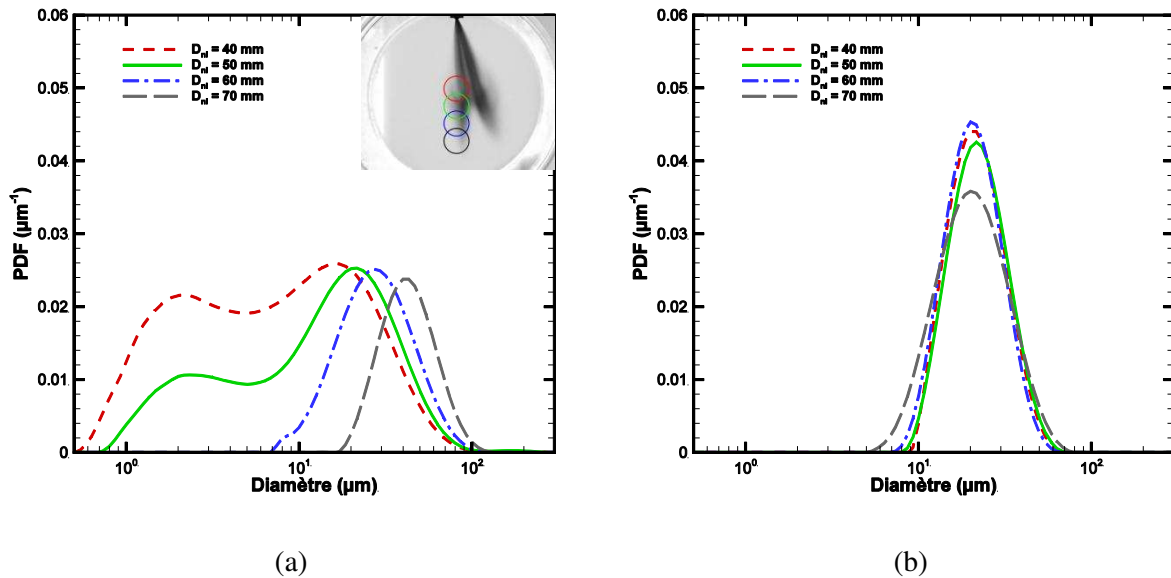 0.06
0.05
0.04
0.03
0.02
0.01
0
PDF (µm⁻¹)
D_nl = 40 mm
D_nl = 50 mm
D_nl = 60 mm
D_nl = 70 mm
10⁰ 10¹ 10²
Diamètre (µm)
(a)
0.06
0.05
0.04
0.03
0.02
0.01
0
PDF (µm⁻¹)
D_nl = 40 mm
D_nl = 50 mm
D_nl = 60 mm
D_nl = 70 mm
10⁰ 10¹ 10²
Diamètre (µm)
(b)